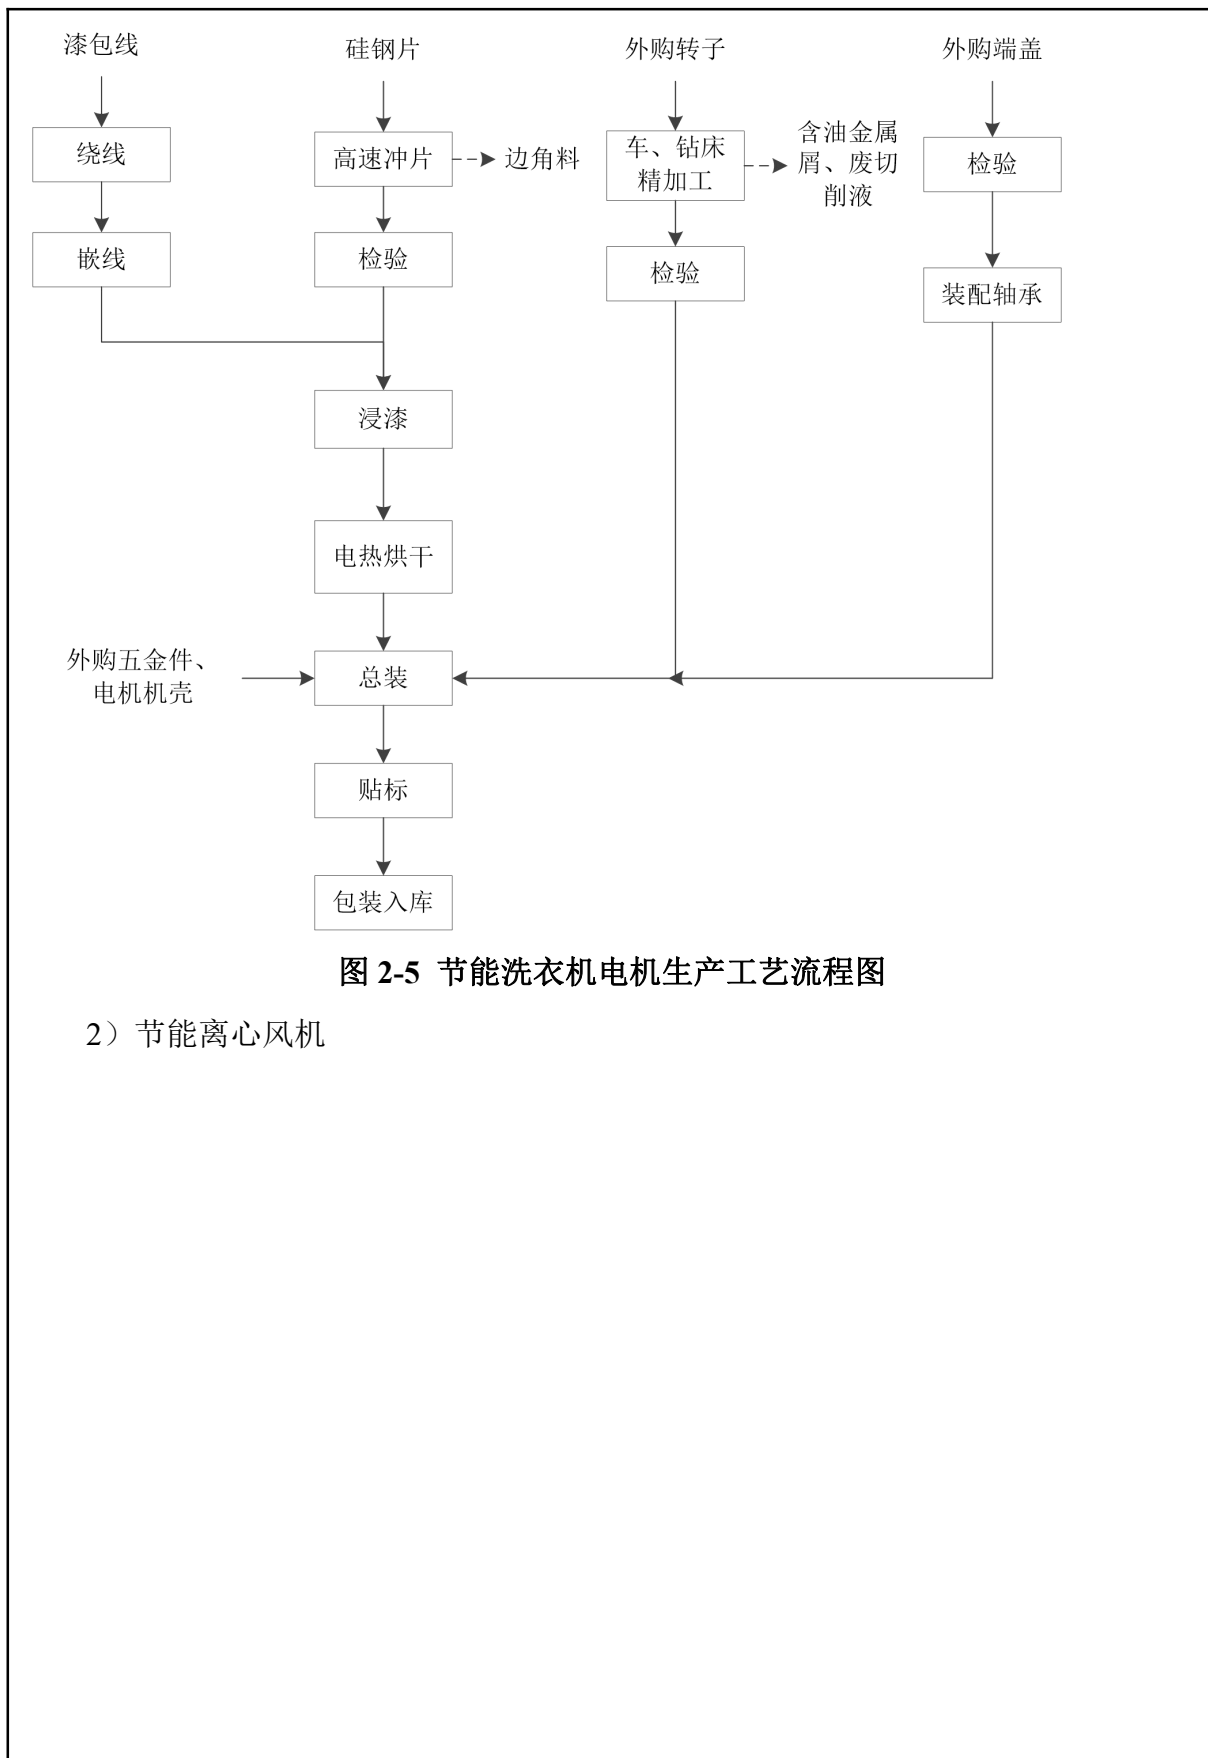 漆包线
硅钢片
外购转子
外购端盖
绕线
高速冲片
边角料
车、钻床
精加工
含油金属
屑、废切
削液
检验
嵌线
检验
检验
装配轴承
浸漆
电热烘干
外购五金件、
电机机壳
总装
贴标
包装入库
图 2-5 节能洗衣机电机生产工艺流程图
2）节能离心风机